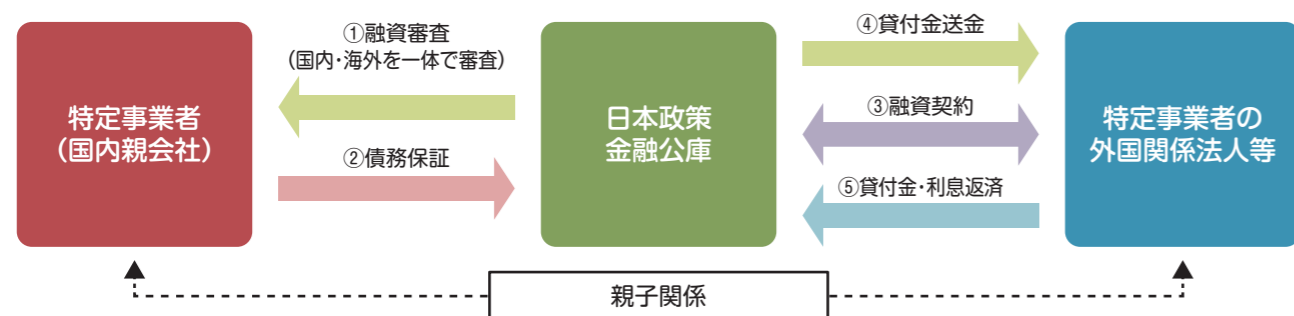 特定事業者
（国内親会社）
①融資審査
（国内・海外を一体で審査）
②債務保証
日本政策
金融公庫
④貸付金送金
③融資契約
⑤貸付金・利息返済
特定事業者の
外国関係法人等
親子関係